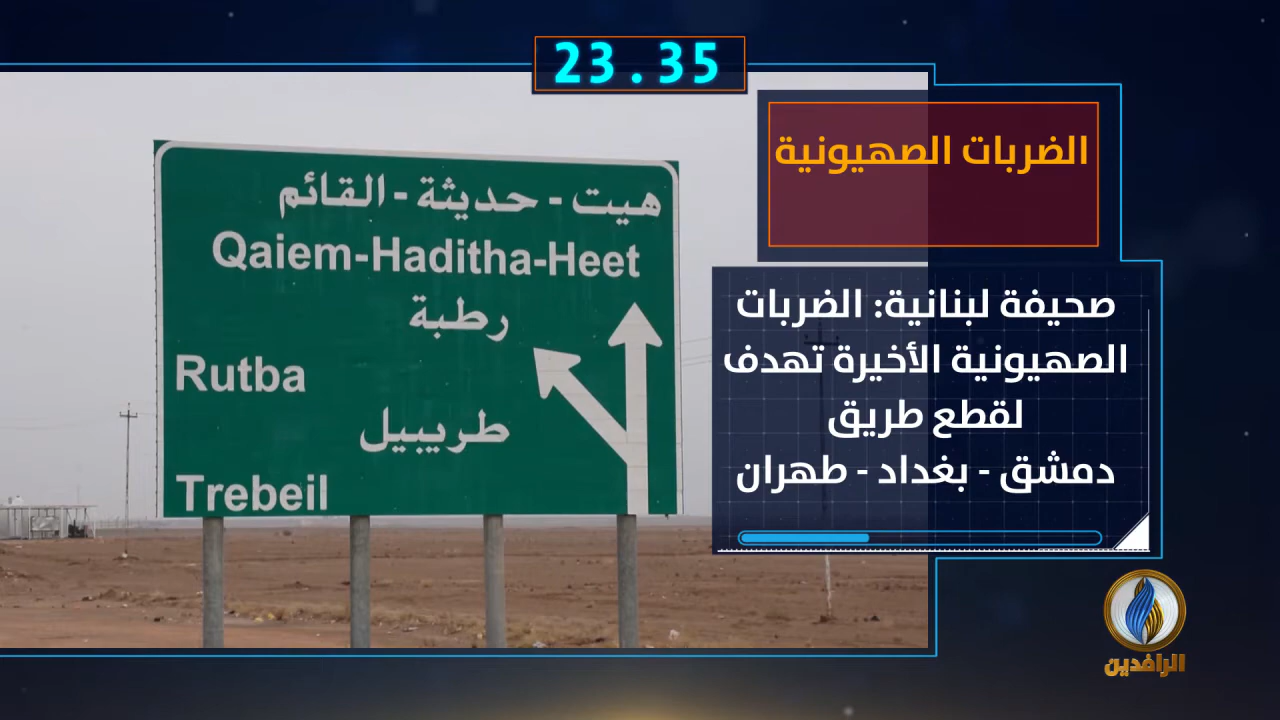 23.35
الضربات الصهيونية
صحيفة لبنانية: الضربات
الصهيونية الأخيرة تهدف
لقطع طريق
دمشق - بغداد - طهران
هيت - حديثة - القائم
Qaiem-Haditha-Heet
رطبة
Rutba
طريبيل
Trebeil
الرافدين